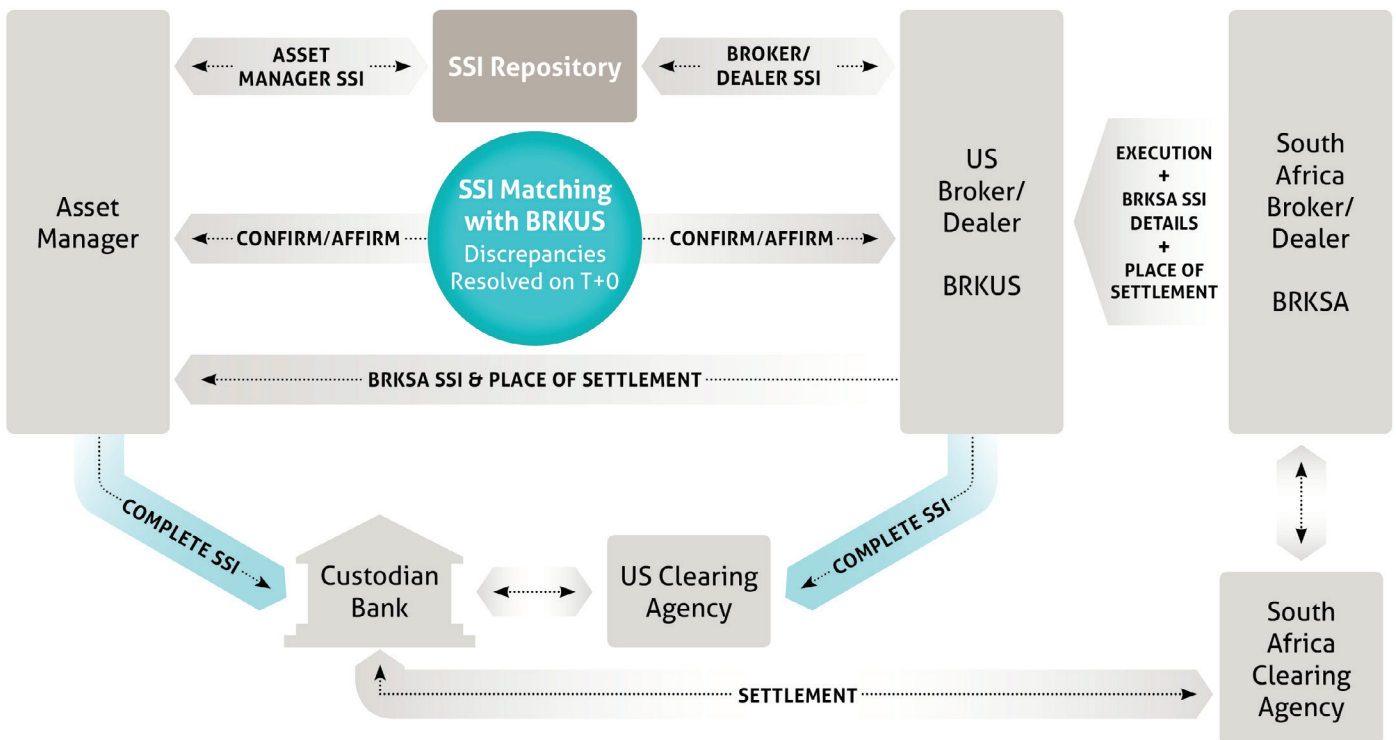 ASSET
MANAGER SSI
SSI Repository
BROKER/
DEALER SSI
Asset
Manager
SSI Matching
with BRKUS
Discrepancies
Resolved on T+0
CONFIRM/AFFIRM
CONFIRM/AFFIRM
US
Broker/
Dealer
BRKUS
EXECUTION
+
BRKSA SSI
DETAILS
+
PLACE OF
SETTLEMENT
South
Africa
Broker/
Dealer
BRKSA
BRKSA SSI & PLACE OF SETTLEMENT
COMPLETE SSI
Custodian
Bank
US Clearing
Agency
COMPLETE SSI
South
Africa
Clearing
Agency
SETTLEMENT